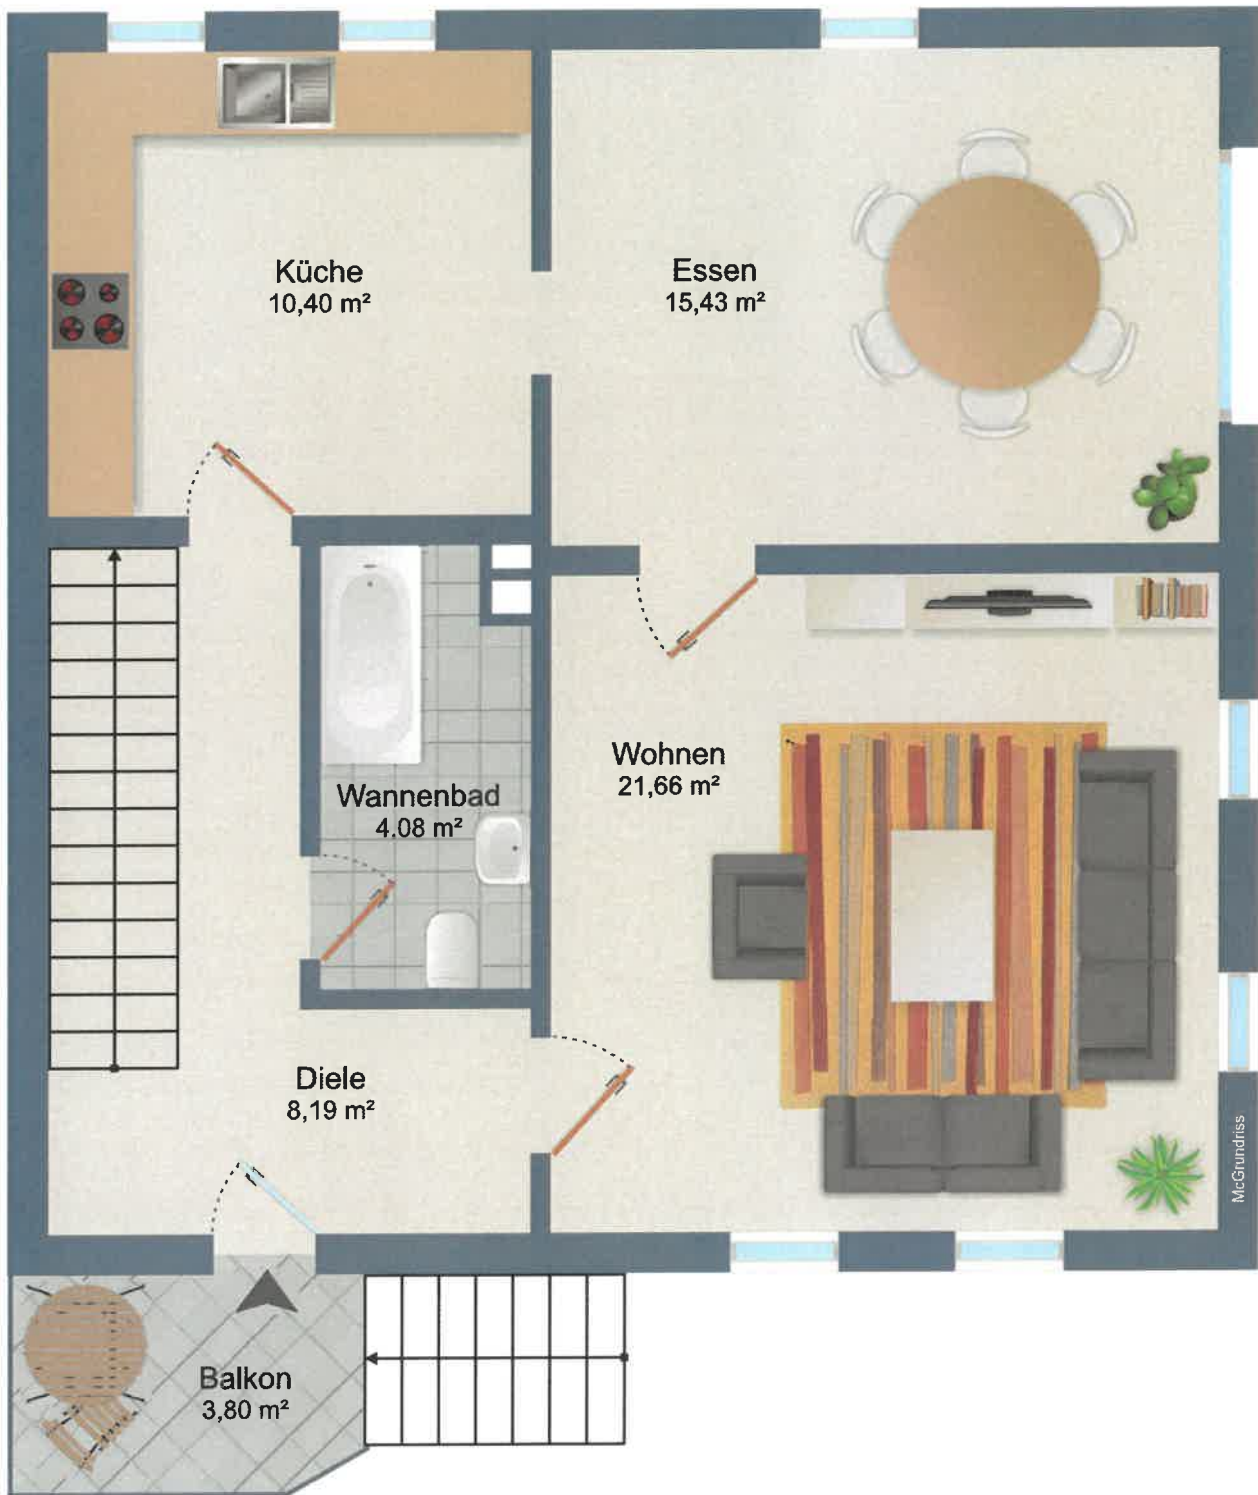 Küche
10,40 m²
Essen
15,43 m²
Wohnen
21,66 m²
Wannenbad
4.08 m²
Diele
8,19 m²
McGrundriss
Balkon
3,80 m²